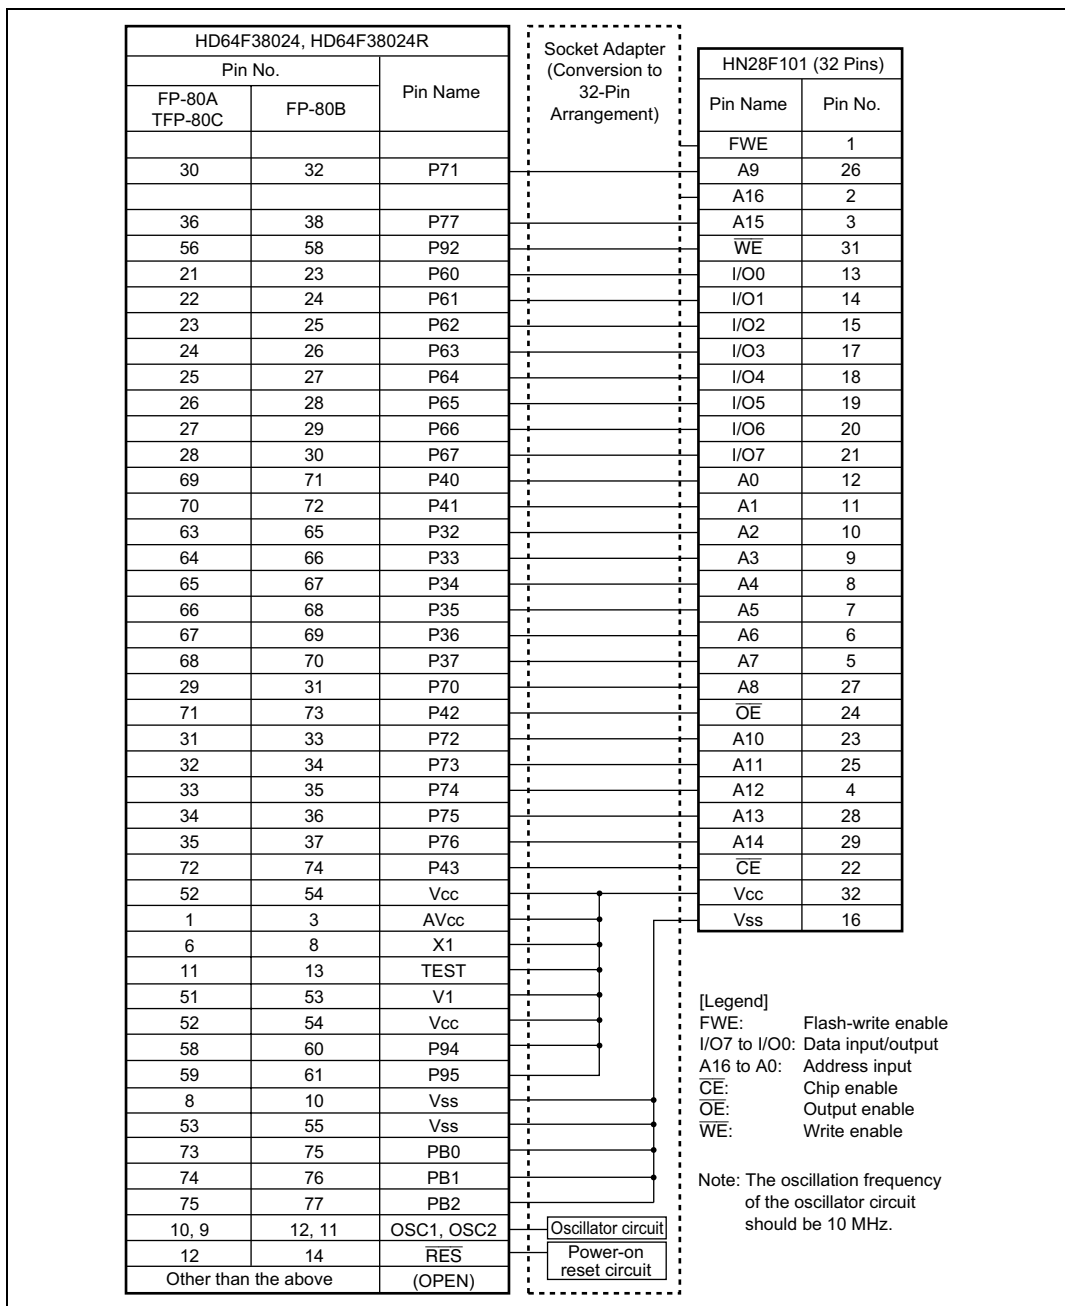 HD64F38024, HD64F38024R
Pin No.
Pin Name
FP-80A
TFP-80C
FP-80B
Socket Adapter
(Conversion to
32-Pin
Arrangement)
HN28F101 (32 Pins)
Pin Name Pin No.
FWE 1
30 32 P71 A9 26
A16 2
36 38 P77 A15 3
56 58 P92 WE 31
21 23 P60 I/O0 13
22 24 P61 I/O1 14
23 25 P62 I/O2 15
24 26 P63 I/O3 17
25 27 P64 I/O4 18
26 28 P65 I/O5 19
27 29 P66 I/O6 20
28 30 P67 I/O7 21
69 71 P40 A0 12
70 72 P41 A1 11
63 65 P32 A2 10
64 66 P33 A3 9
65 67 P34 A4 8
66 68 P35 A5 7
67 69 P36 A6 6
68 70 P37 A7 5
29 31 P70 A8 27
71 73 P42 OE 24
31 33 P72 A10 23
32 34 P73 A11 25
33 35 P74 A12 4
34 36 P75 A13 28
35 37 P76 A14 29
72 74 P43 CE 22
52 54 Vcc Vcc 32
1 3 AVcc Vss 16
6 8 X1
11 13 TEST
51 53 V1
52 54 Vcc
58 60 P94
59 61 P95
8 10 Vss
53 55 Vss
73 75 PB0
74 76 PB1
75 77 PB2
10, 9 12, 11 OSC1, OSC2 Oscillator circuit
12 14 RES Power-on
reset circuit
Other than the above (OPEN)
[Legend]
FWE: Flash-write enable
I/O7 to I/O0: Data input/output
A16 to A0: Address input
CE: Chip enable
OE: Output enable
WE: Write enable
Note: The oscillation frequency
of the oscillator circuit
should be 10 MHz.